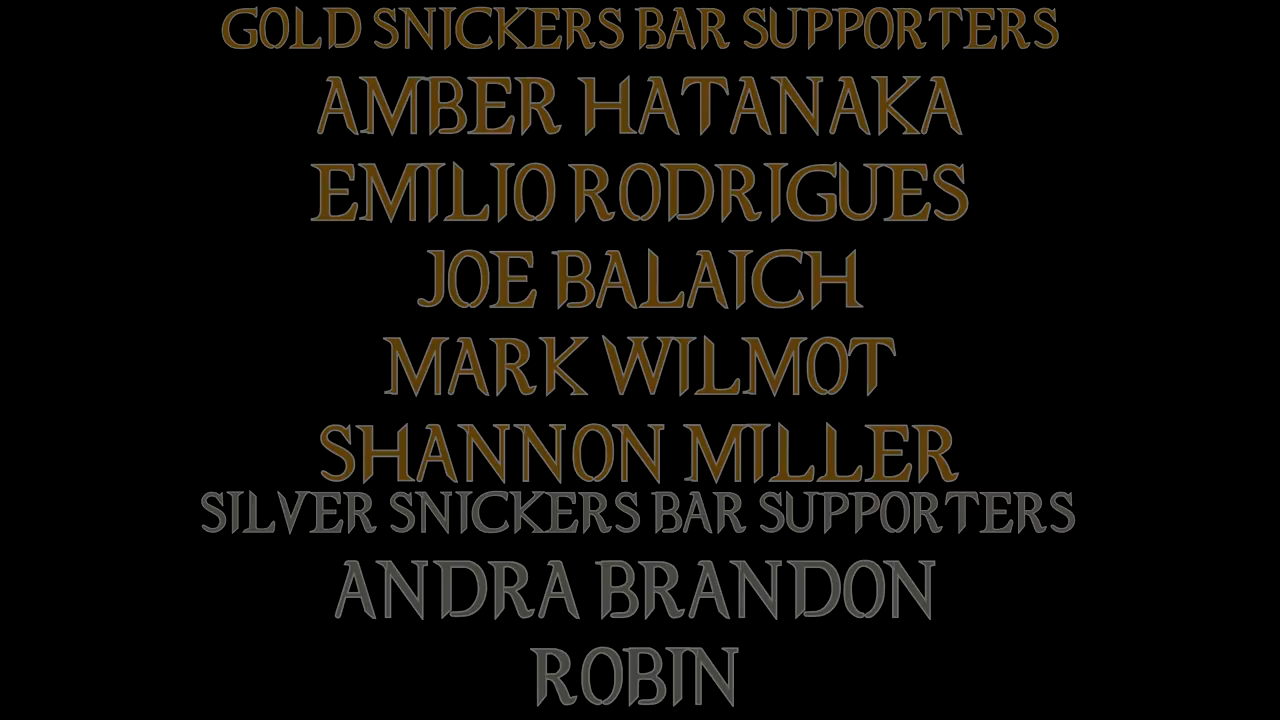 GOLD SNICKERS BAR SUPPORTERS
AMBER HATANAKA
EMILIO RODRIGUES
JOE BALAICH
MARK WILMOT
SHANNON MILLER
SILVER SNICKERS BAR SUPPORTERS
ANDRA BRANDON
ROBIN